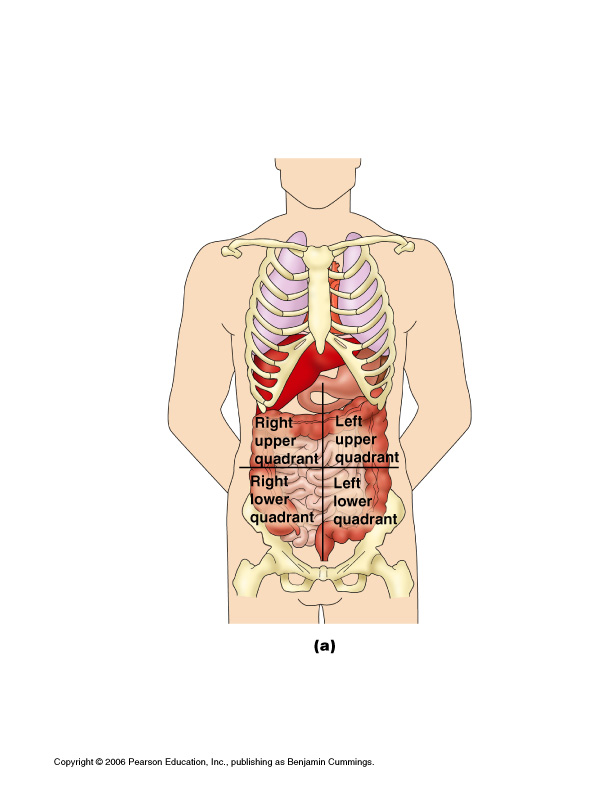 Right
upper
quadrant
Left
upper
quadrant
Right
lower
quadrant
Left
lower
quadrant
(a)
Copyright © 2006 Pearson Education, Inc., publishing as Benjamin Cummings.